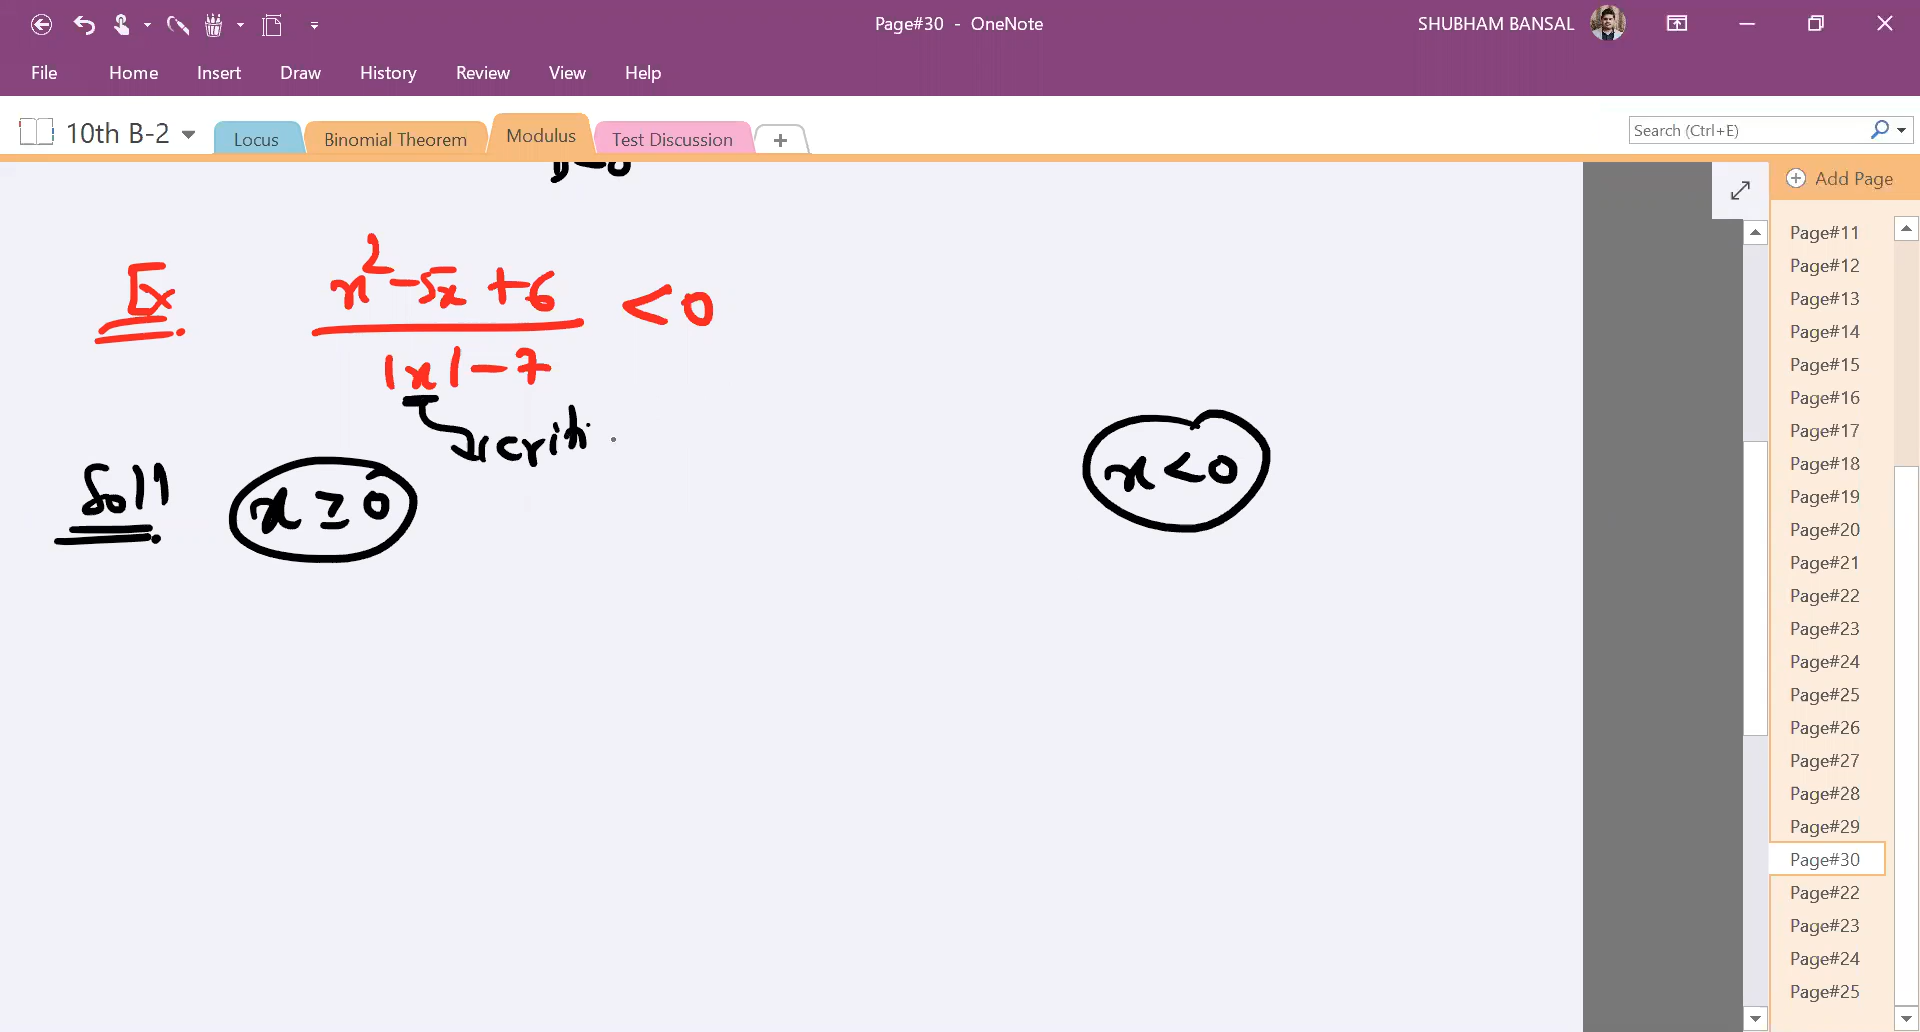 Page#30 - OneNote
SHUBHAM BANSAL
File Home Insert Draw History Review View Help
10th B-2
Locus Binomial Theorem Modulus Test Discussion +
Search (Ctrl+E)
Add Page
Page#11
Page#12
Page#13
Page#14
Page#15
Page#16
Page#17
Page#18
Page#19
Page#20
Page#21
Page#22
Page#23
Page#24
Page#25
Page#26
Page#27
Page#28
Page#29
Page#30
Page#22
Page#23
Page#24
Page#25
Ex
x² - 5x + 6 < 0
|x| - 7
criti
Solⁿ x ≥ 0
x < 0